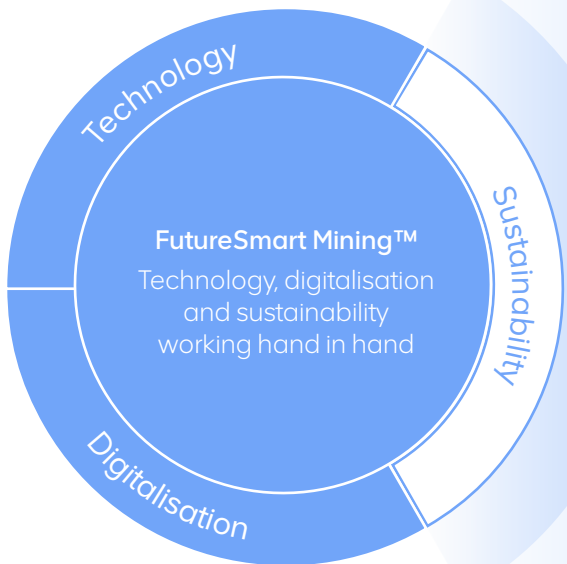 Technology
Sustainability
FutureSmart Mining™
Technology, digitalisation
and sustainability
working hand in hand
Digitalisation